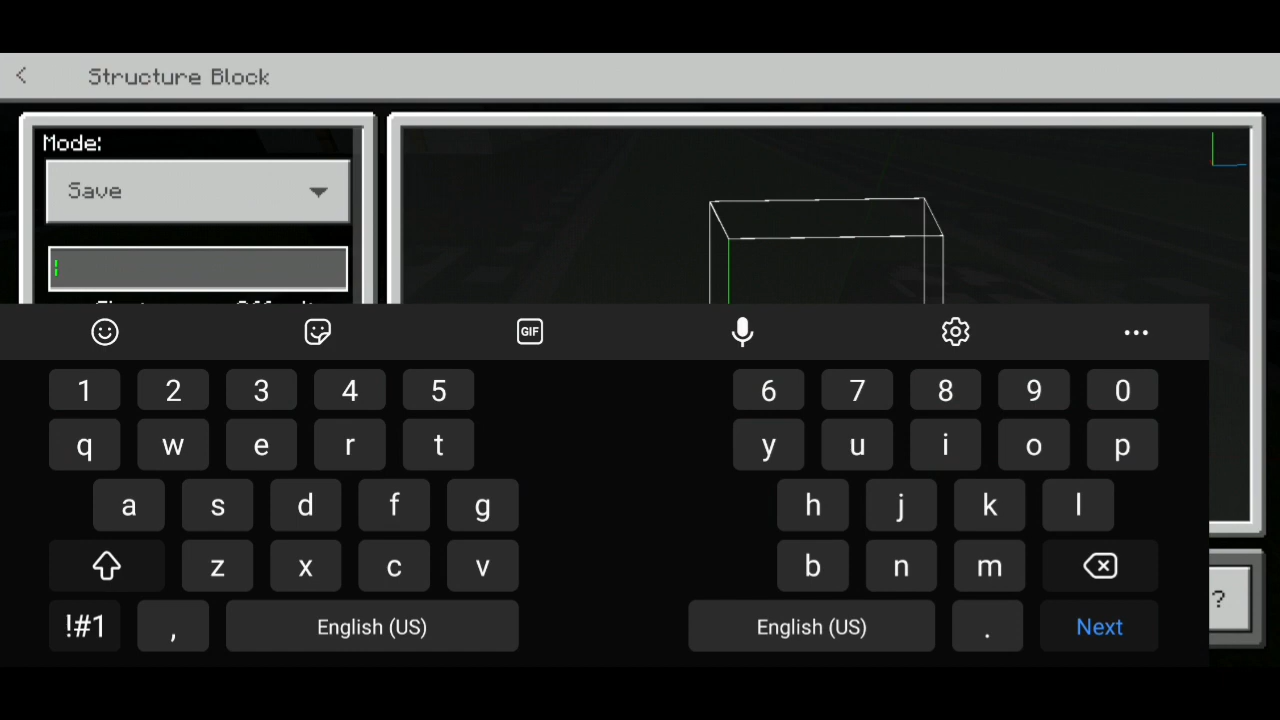 Structure Block
Mode:
Save
GIF
1 2 3 4 5 6 7 8 9 0
q w e r t y u i o p
a s d f g h j k l
z x c v b n m
!#1 , English (US) English (US) . Next
?